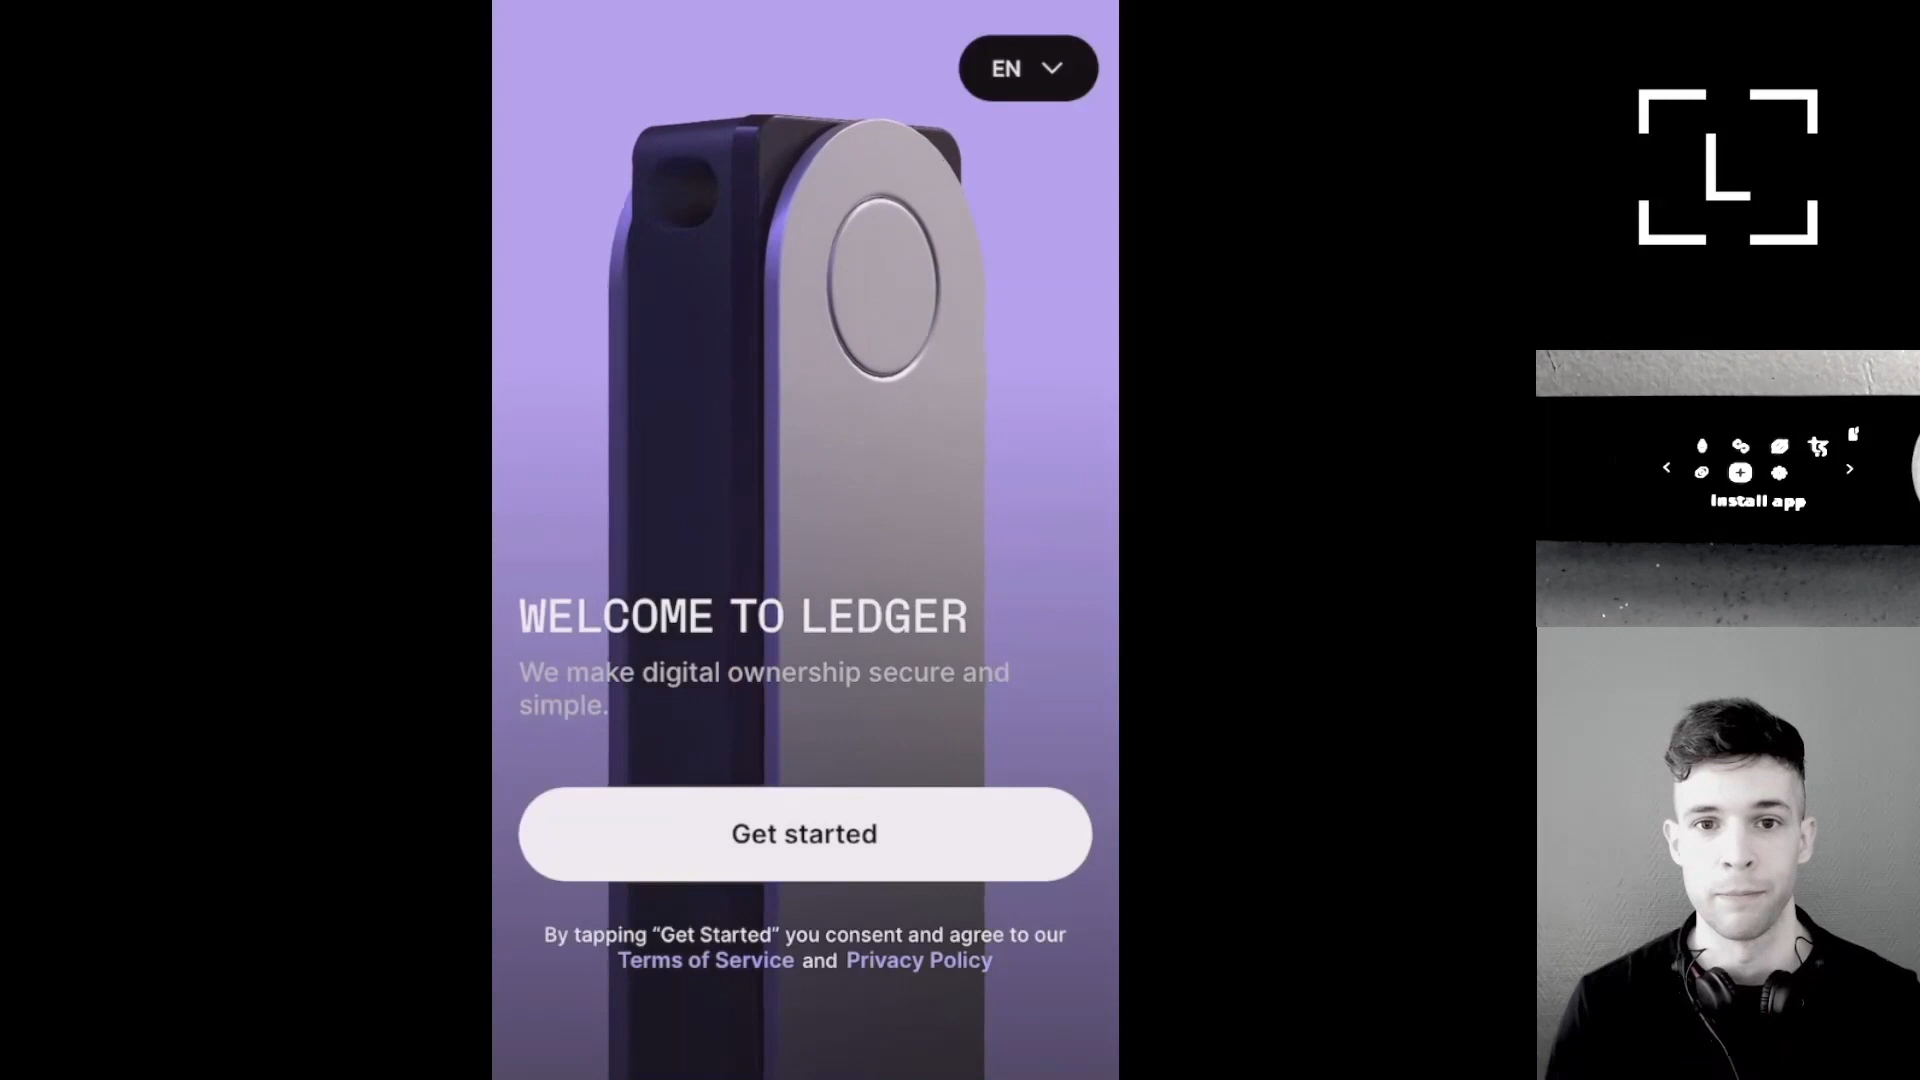 EN
WELCOME TO LEDGER
We make digital ownership secure and
simple.
Get started
By tapping “Get Started” you consent and agree to our
Terms of Service and Privacy Policy
L
Install app